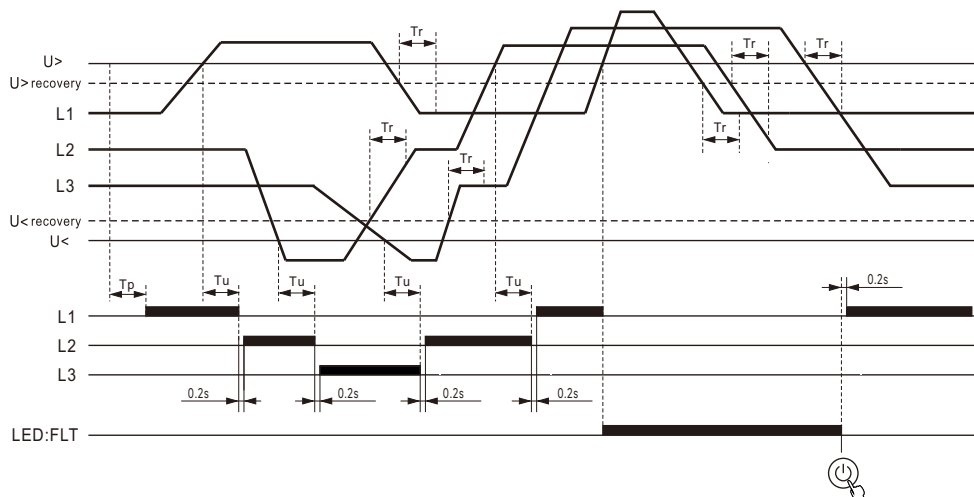 Tr
Tr
Tr
U>
U> recovery
L1
Tr
Tr
L2
Tr
L3
U< recovery
U<
Tp
Tu
Tu
Tu
Tu
0.2s
L1
L2
L3
0.2s
0.2s
0.2s
0.2s
LED:FLT